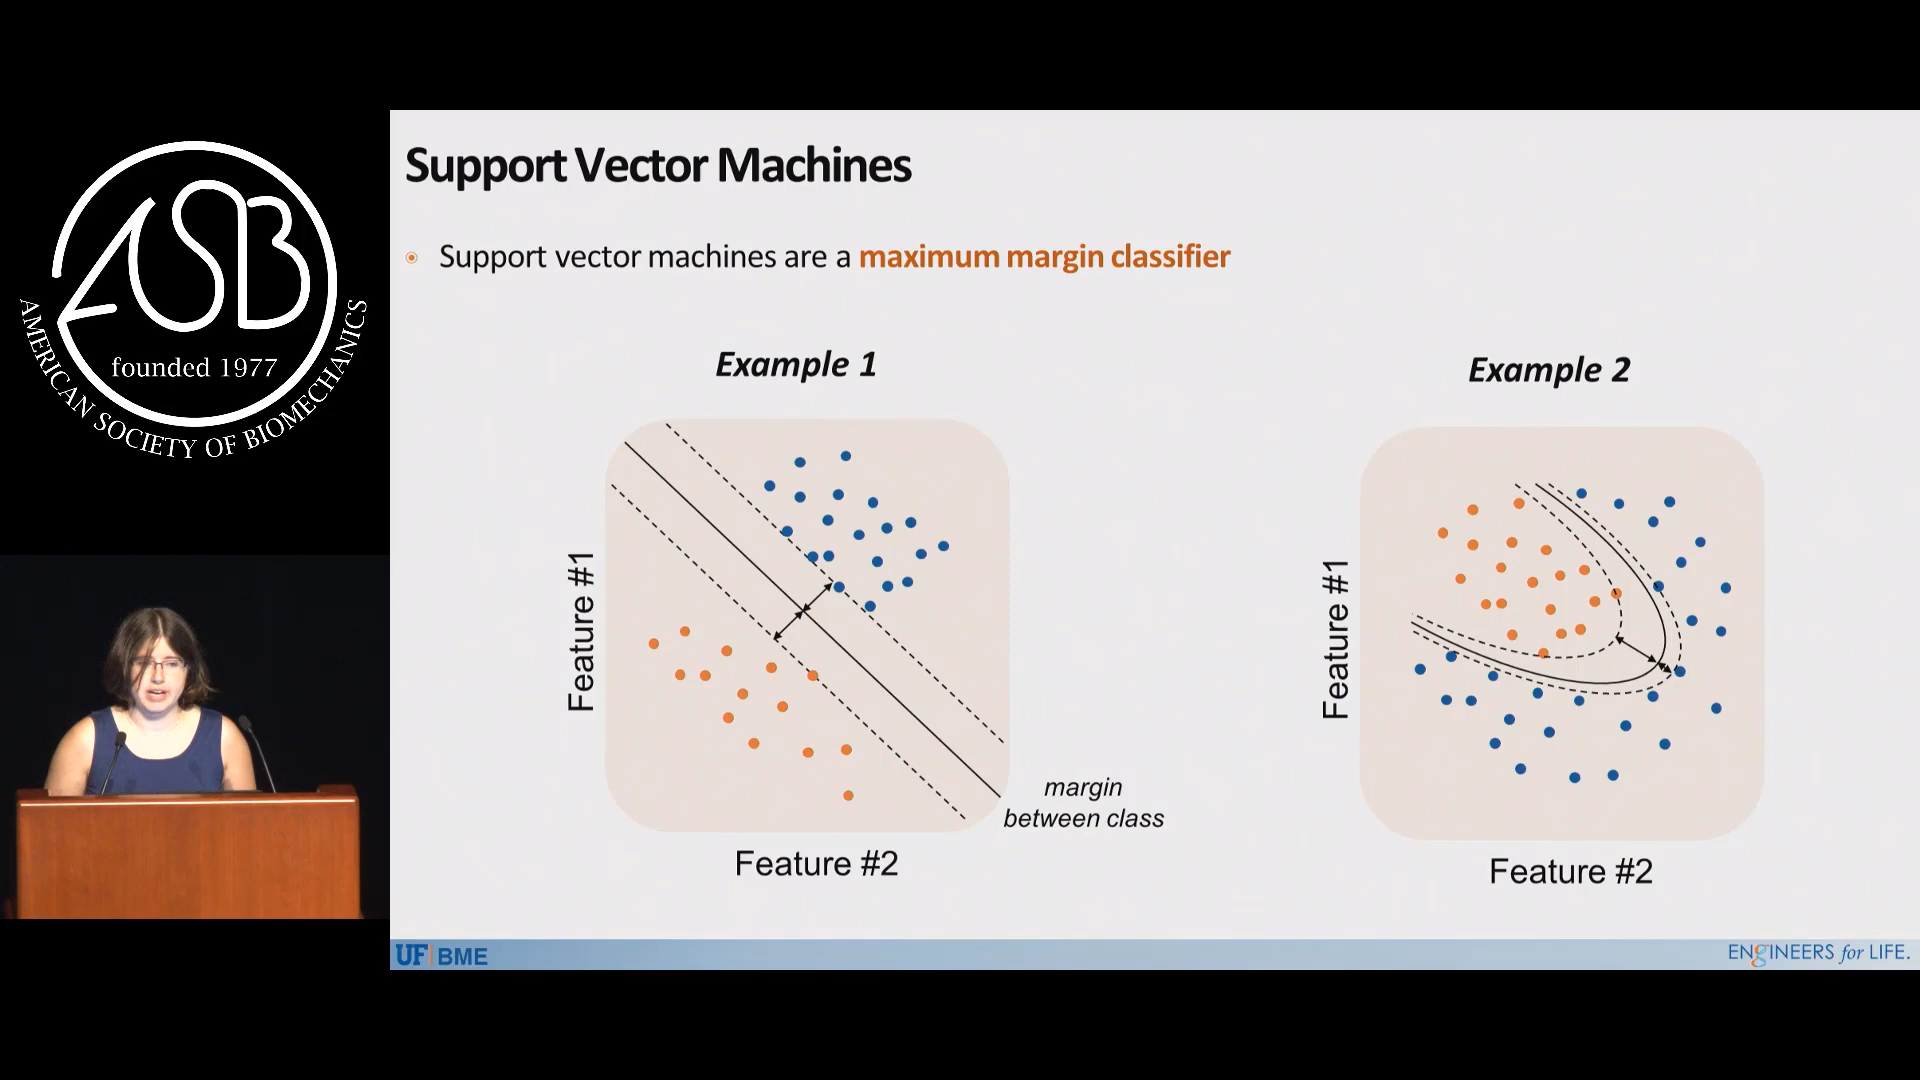 ASB
founded 1977
AMERICAN SOCIETY OF BIOMECHANICS
Support Vector Machines
Support vector machines are a maximum margin classifier
Example 1
Feature #1
Feature #2
margin
between class
Example 2
Feature #1
Feature #2
UF BME
ENGINEERS for LIFE.